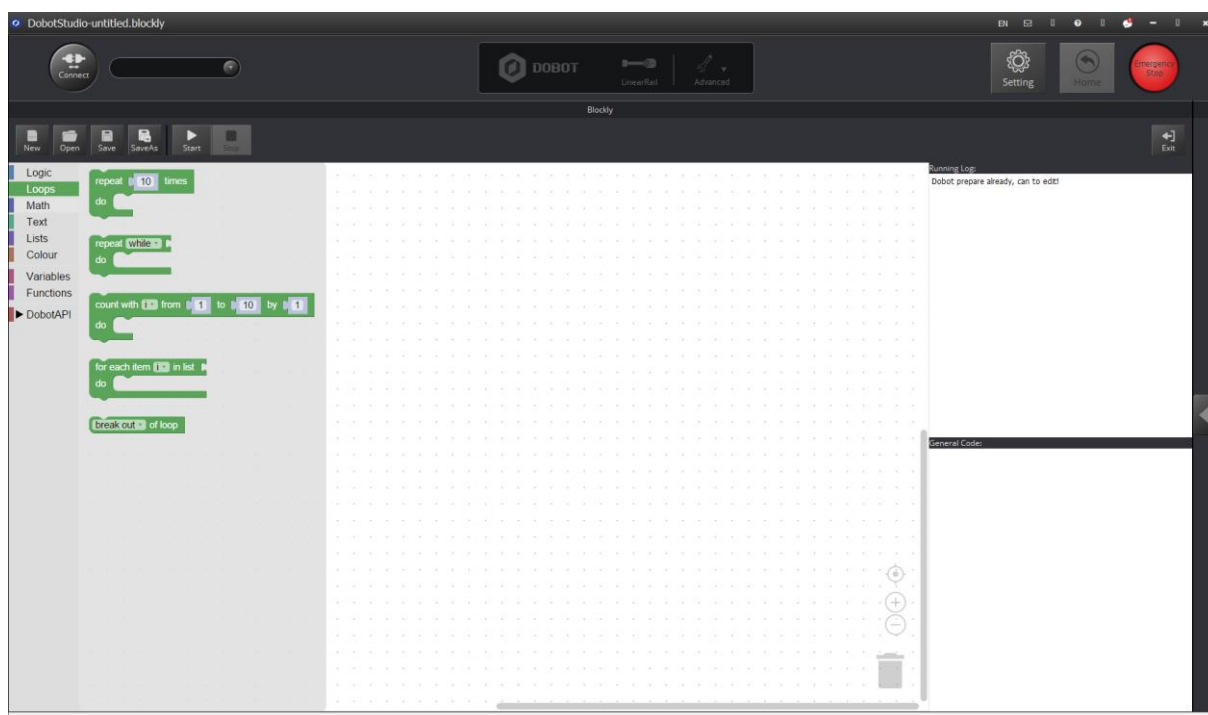 DobotStudio-untitled.blockly
EN
Connect
DOBOT
LinearRail
Advanced
Setting
Home
Emergency
Stop
Blockly
New
Open
Save
SaveAs
Start
Stop
Exit
Logic
Loops
Math
Text
Lists
Colour
Variables
Functions
DobotAPI
repeat 10 times
do
repeat while
do
count with i from 1 to 10 by 1
do
for each item i in list
do
break out of loop
Running Log:
Dobot prepare already, can to edit!
General Code: